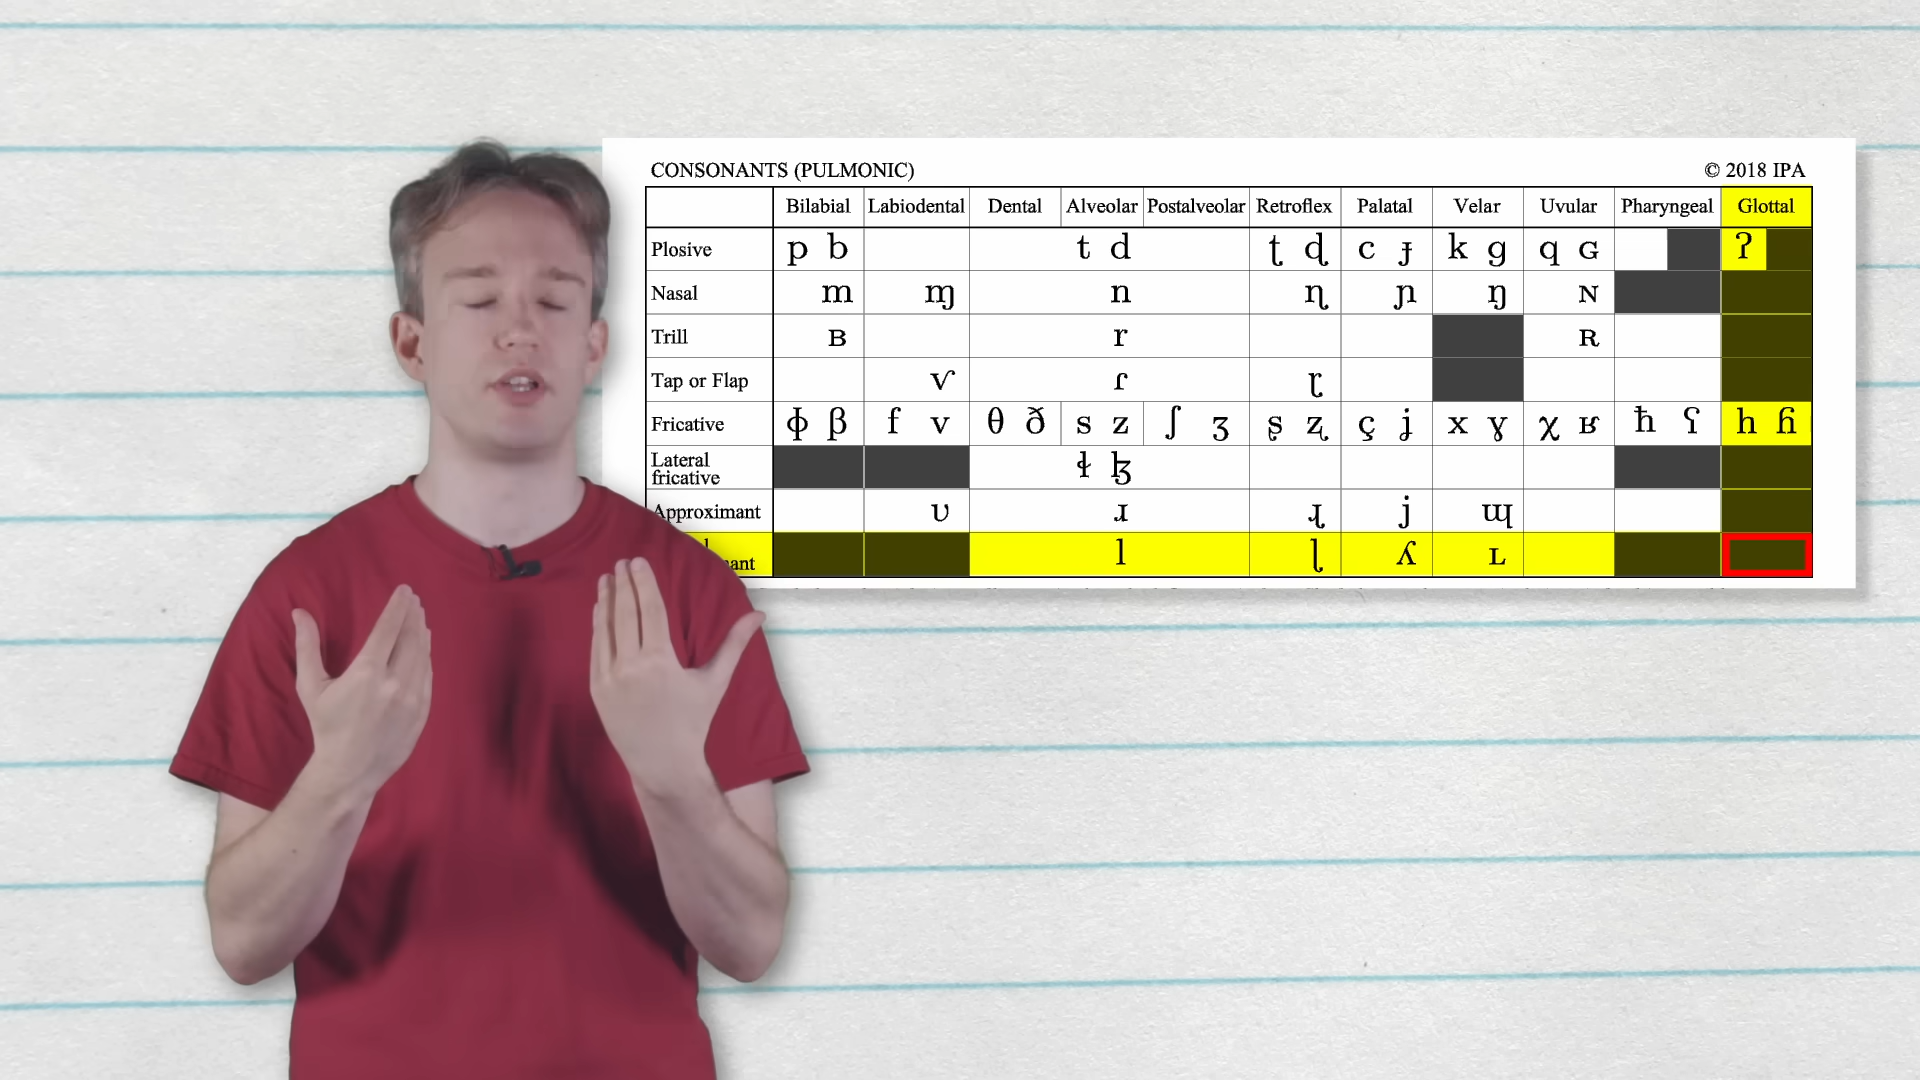 CONSONANTS (PULMONIC) © 2018 IPA
Bilabial Labiodental Dental Alveolar Postalveolar Retroflex Palatal Velar Uvular Pharyngeal Glottal
Plosive p b t d ʈ ɖ c ɟ k ɡ q ɢ ʔ
Nasal m ɱ n ɳ ɲ ŋ ɴ
Trill ʙ r ʀ
Tap or Flap ⱱ ɾ ɽ
Fricative ɸ β f v θ ð s z ʃ ʒ ʂ ʐ ç ʝ x ɣ χ ʁ ħ ʕ h ɦ
Lateral
fricative ɬ ɮ
Approximant ʋ ɹ ɻ j ɰ
l ɭ ʎ ʟ